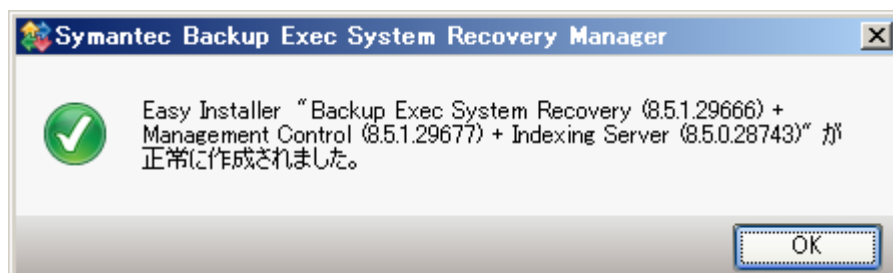 Symantec Backup Exec System Recovery Manager
Easy Installer “Backup Exec System Recovery (8.5.1.29666) +
Management Control (8.5.1.29677) + Indexing Server (8.5.0.28743)” が
正常に作成されました。
OK